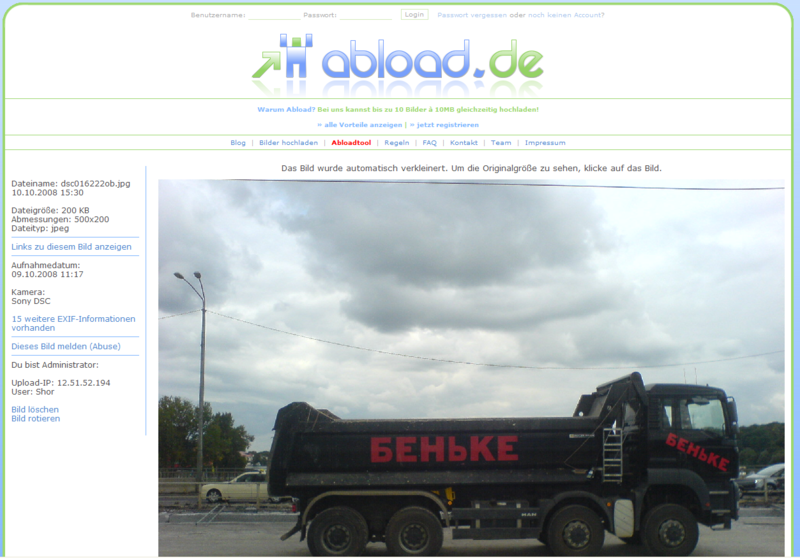 Benutzername: Passwort: Login Passwort vergessen oder noch keinen Account?
abload.de
Warum Abload? Bei uns kannst bis zu 10 Bilder à 10MB gleichzeitig hochladen!
» alle Vorteile anzeigen | » jetzt registrieren
Blog | Bilder hochladen | Abloadtool | Regeln | FAQ | Kontakt | Team | Impressum
Das Bild wurde automatisch verkleinert. Um die Originalgröße zu sehen, klicke auf das Bild.
Dateiname: dsc016222ob.jpg
10.10.2008 15:30
Dateigröße: 200 KB
Abmessungen: 500x200
Dateityp: jpeg
Links zu diesem Bild anzeigen
Aufnahmedatum:
09.10.2008 11:17
Kamera:
Sony DSC
15 weitere EXIF-Informationen
vorhanden
Dieses Bild melden (Abuse)
Du bist Administrator:
Upload-IP: 12.51.52.194
User: Shor
Bild löschen
Bild rotieren
БЕНЬКЕ
БЕНЬКЕ
MAN